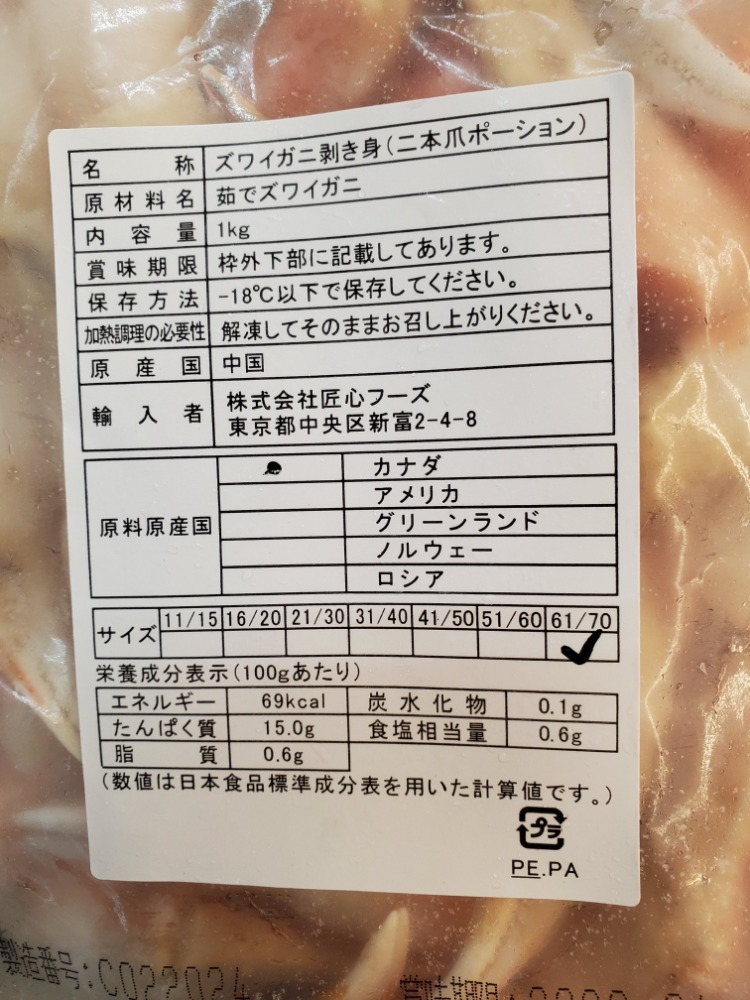 名称 ズワイガニ剥き身(二本爪ポーション)
原材料名 茹でズワイガニ
内容量 1kg
賞味期限 枠外下部に記載してあります。
保存方法 -18℃以下で保存してください。
加熱調理の必要性 解凍してそのままお召し上がりください。
原産国 中国
輸入者 株式会社匠心フーズ
東京都中央区新富2-4-8
カナダ
アメリカ
原料原産国 グリーンランド
ノルウェー
ロシア
サイズ 11/15 16/20 21/30 31/40 41/50 51/60 61/70
栄養成分表示(100gあたり)
エネルギー 69kcal 炭水化物 0.1g
たんぱく質 15.0g 食塩相当量 0.6g
脂質 0.6g
(数値は日本食品標準成分表を用いた計算値です。)
プラ
PE.PA
製造番号:C022024 賞味期限: